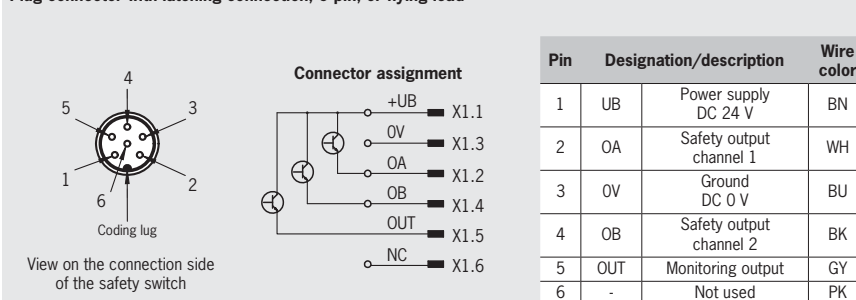 Plug connector with latching connection, 6-pin, or flying lead
4
5
3
1
2
6
Coding lug
View on the connection side
of the safety switch
Connector assignment
+UB X1.1
0V X1.3
OA X1.2
OB X1.4
OUT X1.5
NC X1.6
Pin Designation/description Wire color
1 UB Power supply DC 24 V BN
2 OA Safety output channel 1 WH
3 0V Ground DC 0 V BU
4 OB Safety output channel 2 BK
5 OUT Monitoring output GY
6 - Not used PK